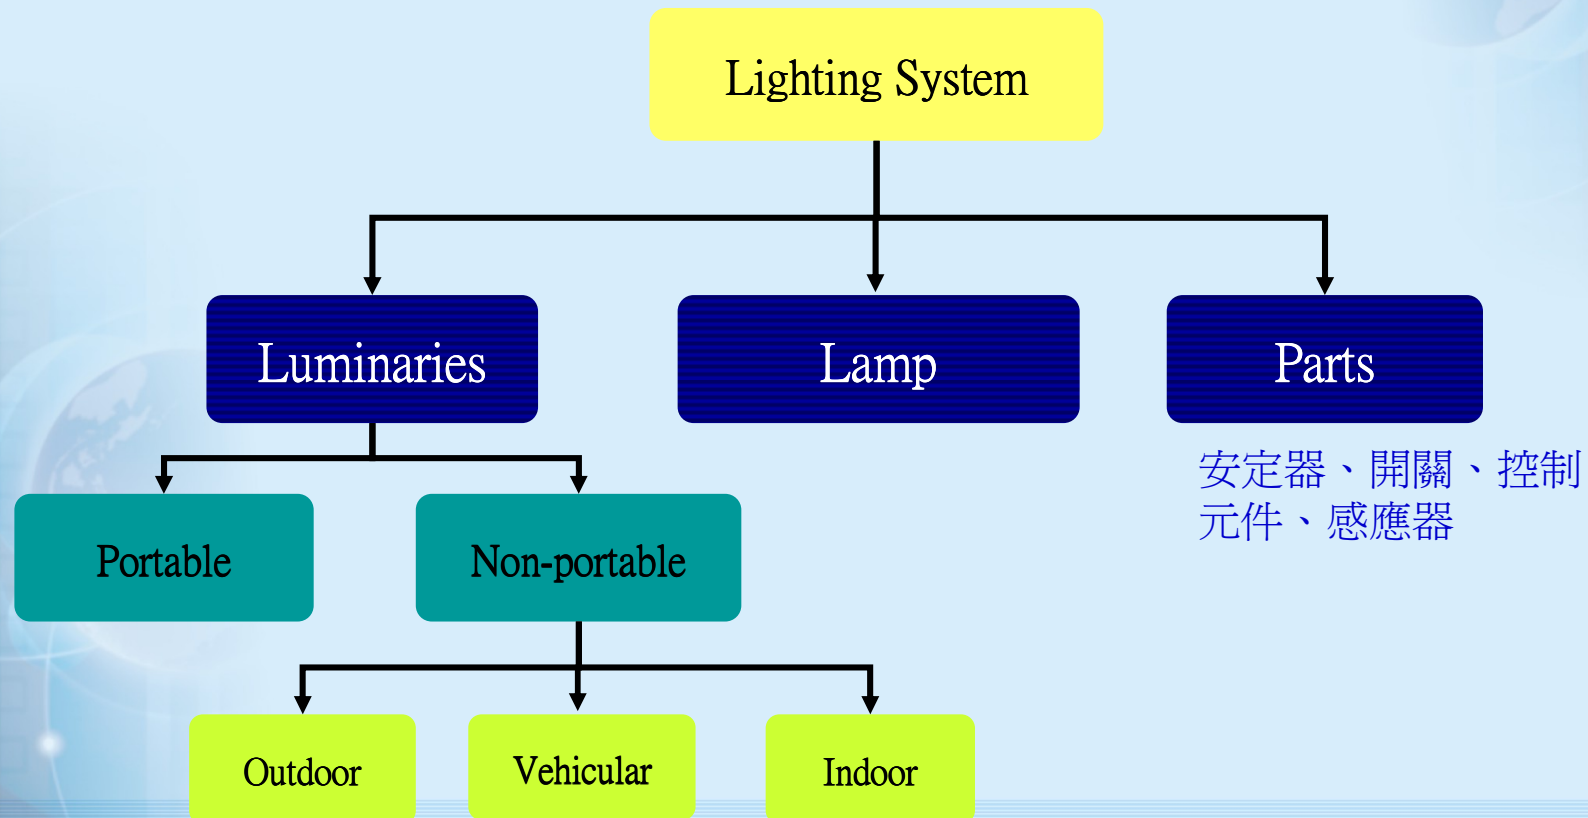 Lighting System
Luminaries
Lamp
Parts
安定器、開關、控制
元件、感應器
Portable
Non-portable
Outdoor
Vehicular
Indoor